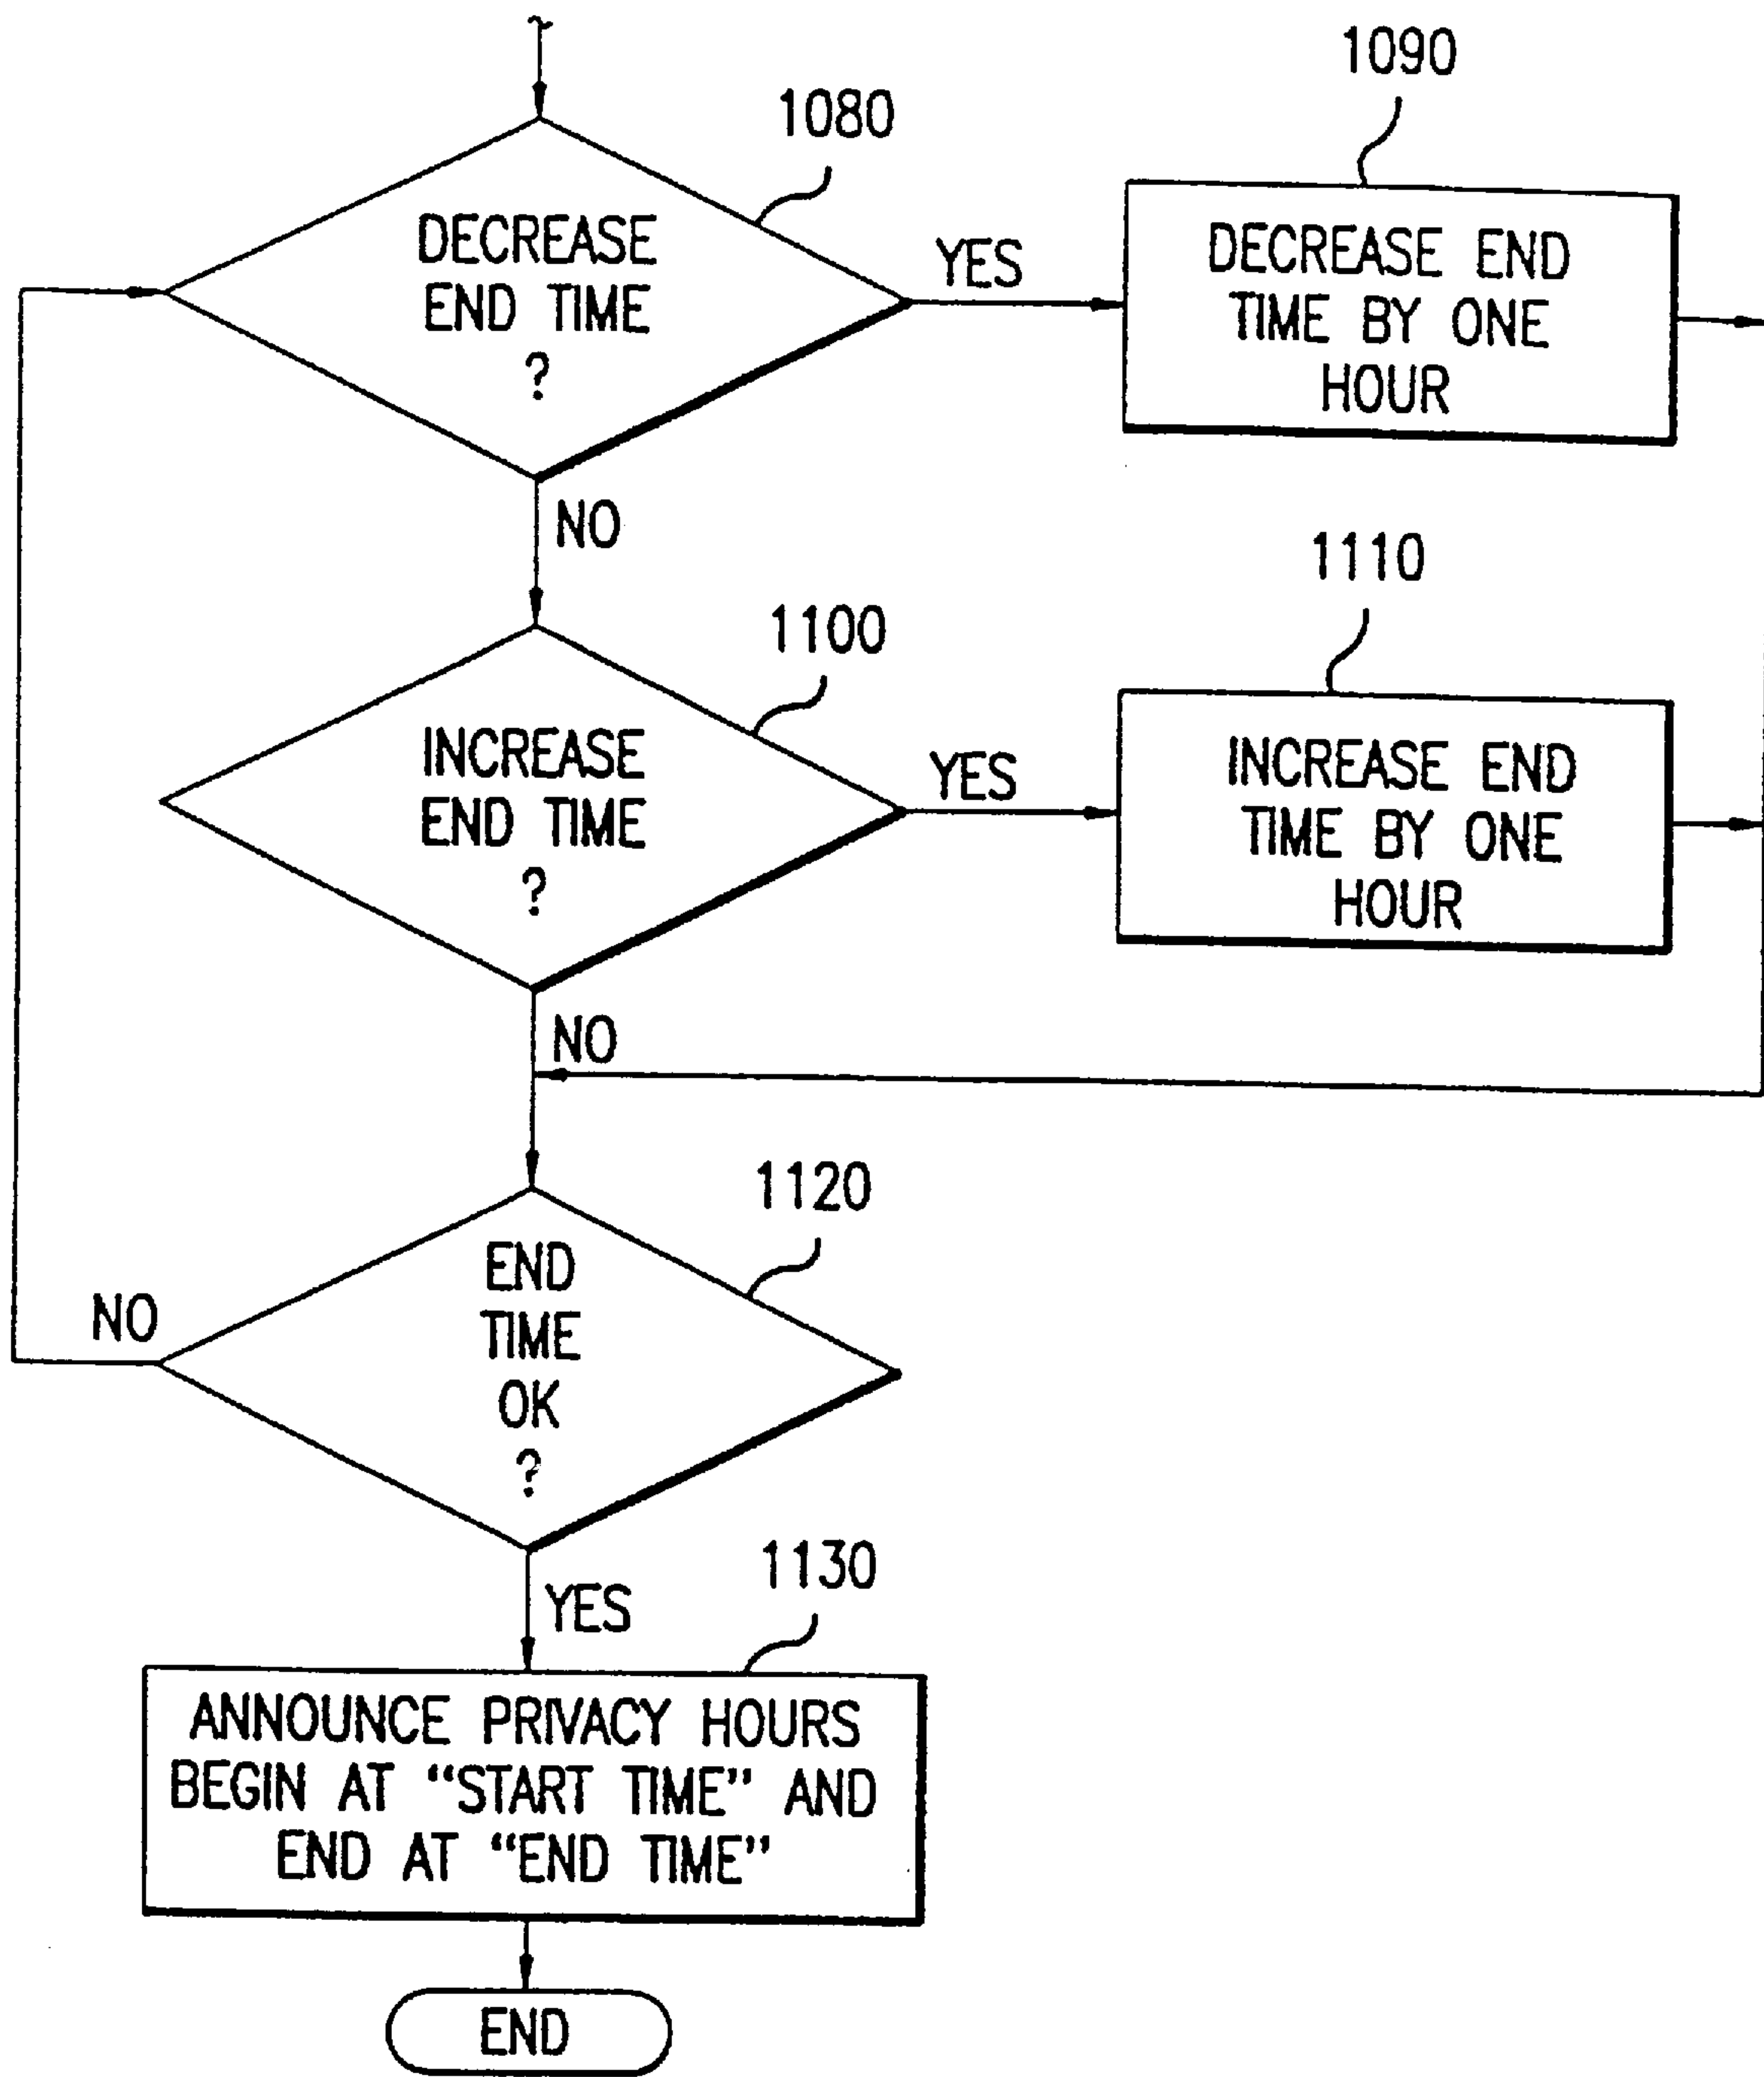 1080
1090
DECREASE
END TIME
?
YES
DECREASE END
TIME BY ONE
HOUR
NO
1100
1110
INCREASE
END TIME
?
YES
INCREASE END
TIME BY ONE
HOUR
NO
1120
END
TIME
OK
?
NO
YES
1130
ANNOUNCE PRIVACY HOURS
BEGIN AT “START TIME” AND
END AT “END TIME”
END